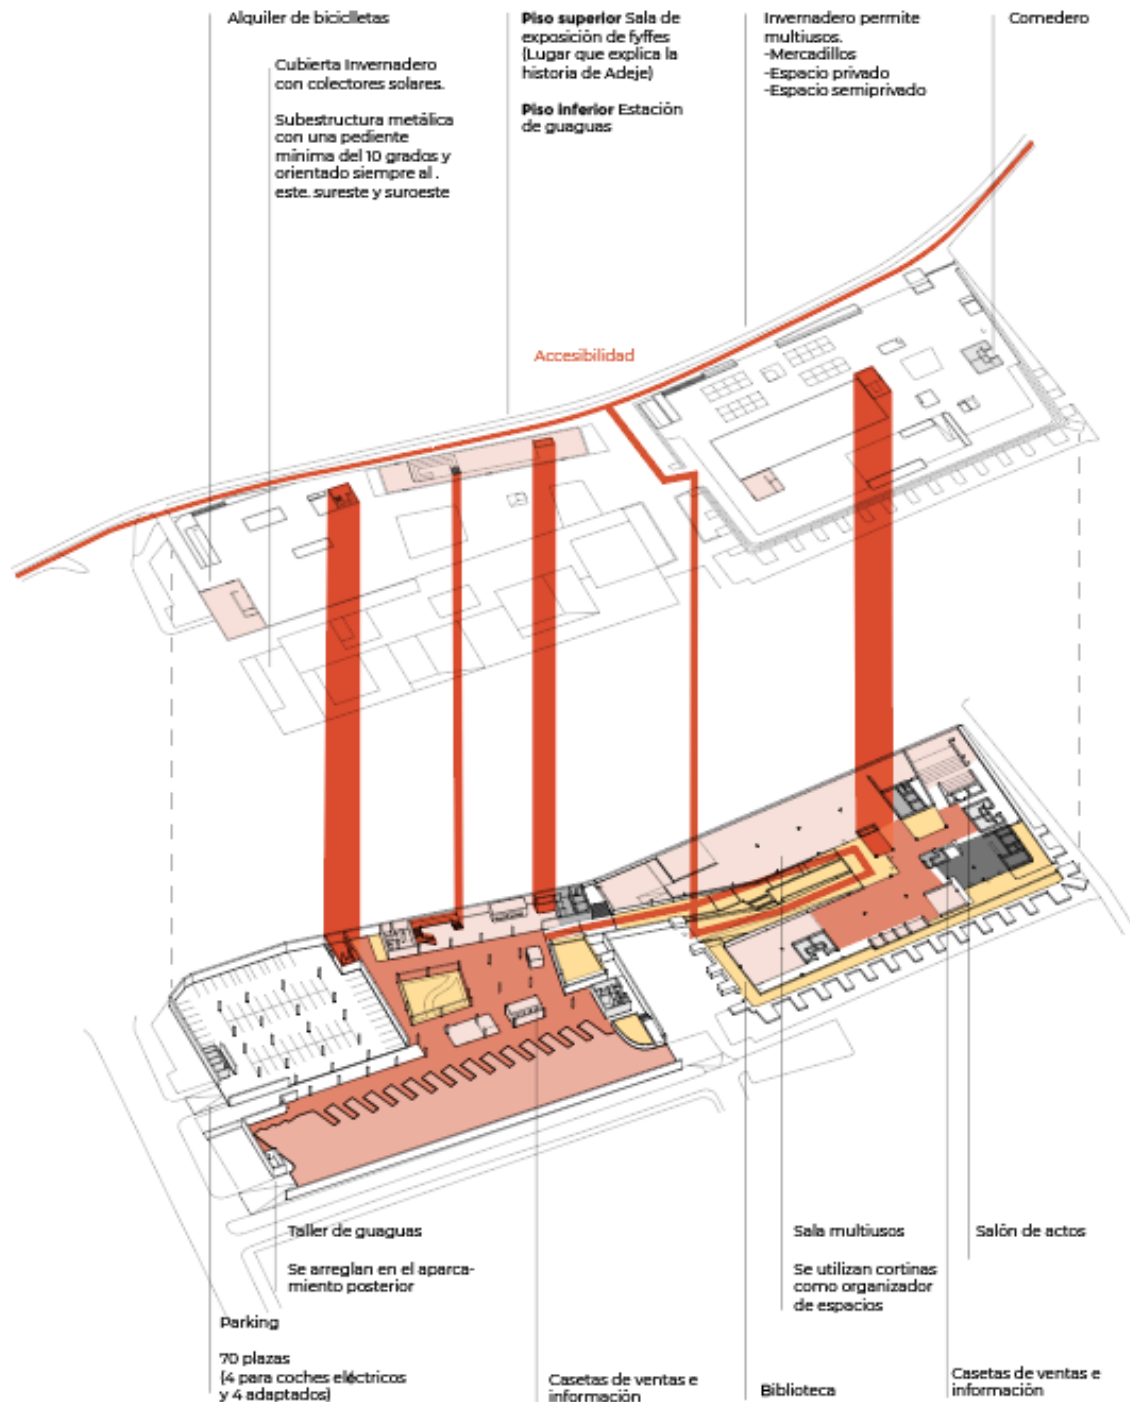 Alquiler de biciclletas
Cubierta Invernadero
con colectores solares.
Subestructura metálica
con una pediente
mínima del 10 grados y
orientado siempre al .
este. sureste y suroeste
Piso superior Sala de
exposición de fyffes
(Lugar que explica la
historia de Adeje)
Piso inferior Estación
de guaguas
Invernadero permite
multiusos.
-Mercadillos
-Espacio privado
-Espacio semiprivado
Comedero
Accesibilidad
Taller de guaguas
Se arreglan en el aparca-
miento posterior
Parking
70 plazas
(4 para coches eléctricos
y 4 adaptados)
Casetas de ventas e
información
Sala multiusos
Se utilizan cortinas
como organizador
de espacios
Biblioteca
Salón de actos
Casetas de ventas e
información